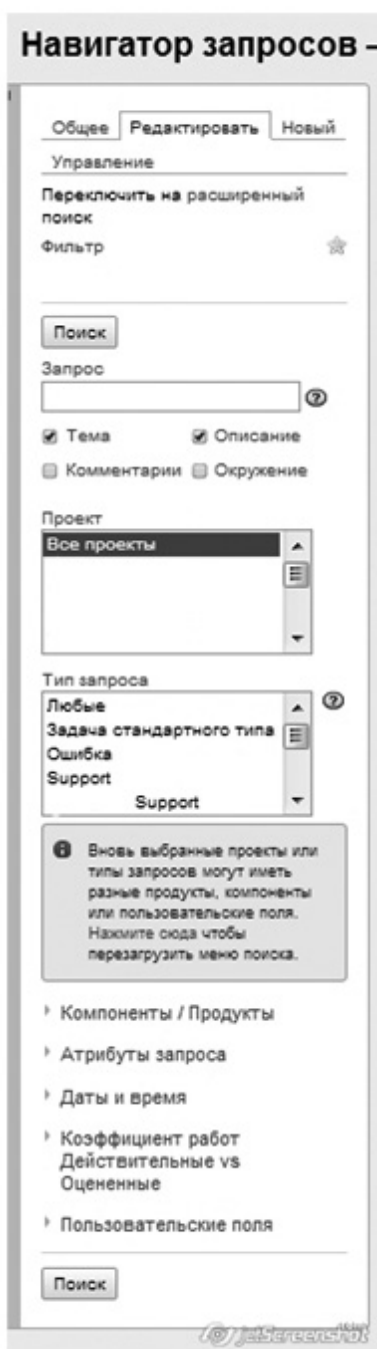 Навигатор запросов –
Общее Редактировать Новый
Управление
Переключить на расширенный
поиск
Фильтр
Поиск
Запрос
Тема Описание
Комментарии Окружение
Проект
Все проекты
Тип запроса
Любые
Задача стандартного типа
Ошибка
Support
Support
Вновь выбранные проекты или
типы запросов могут иметь
разные продукты, компоненты
или пользовательские поля.
Нажмите сюда чтобы
перезагрузить меню поиска.
Компоненты / Продукты
Атрибуты запроса
Даты и время
Коэффициент работ
Действительные vs
Оцененные
Пользовательские поля
Поиск
jetScreenshot